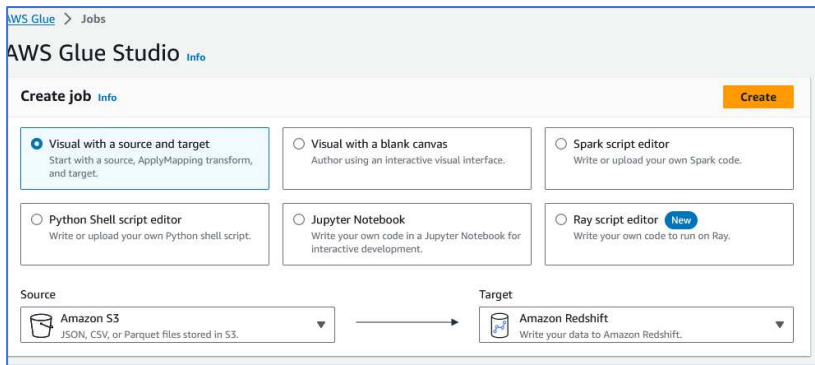 AWS Glue > Jobs
AWS Glue Studio Info
Create job Info
Create
Visual with a source and target
Start with a source, ApplyMapping transform,
and target.
Visual with a blank canvas
Author using an interactive visual interface.
Spark script editor
Write or upload your own Spark code.
Python Shell script editor
Write or upload your own Python shell script.
Jupyter Notebook
Write your own code in a Jupyter Notebook for
interactive development.
Ray script editor New
Write your own code to run on Ray.
Source
Amazon S3
JSON, CSV, or Parquet files stored in S3.
Target
Amazon Redshift
Write your data to Amazon Redshift.